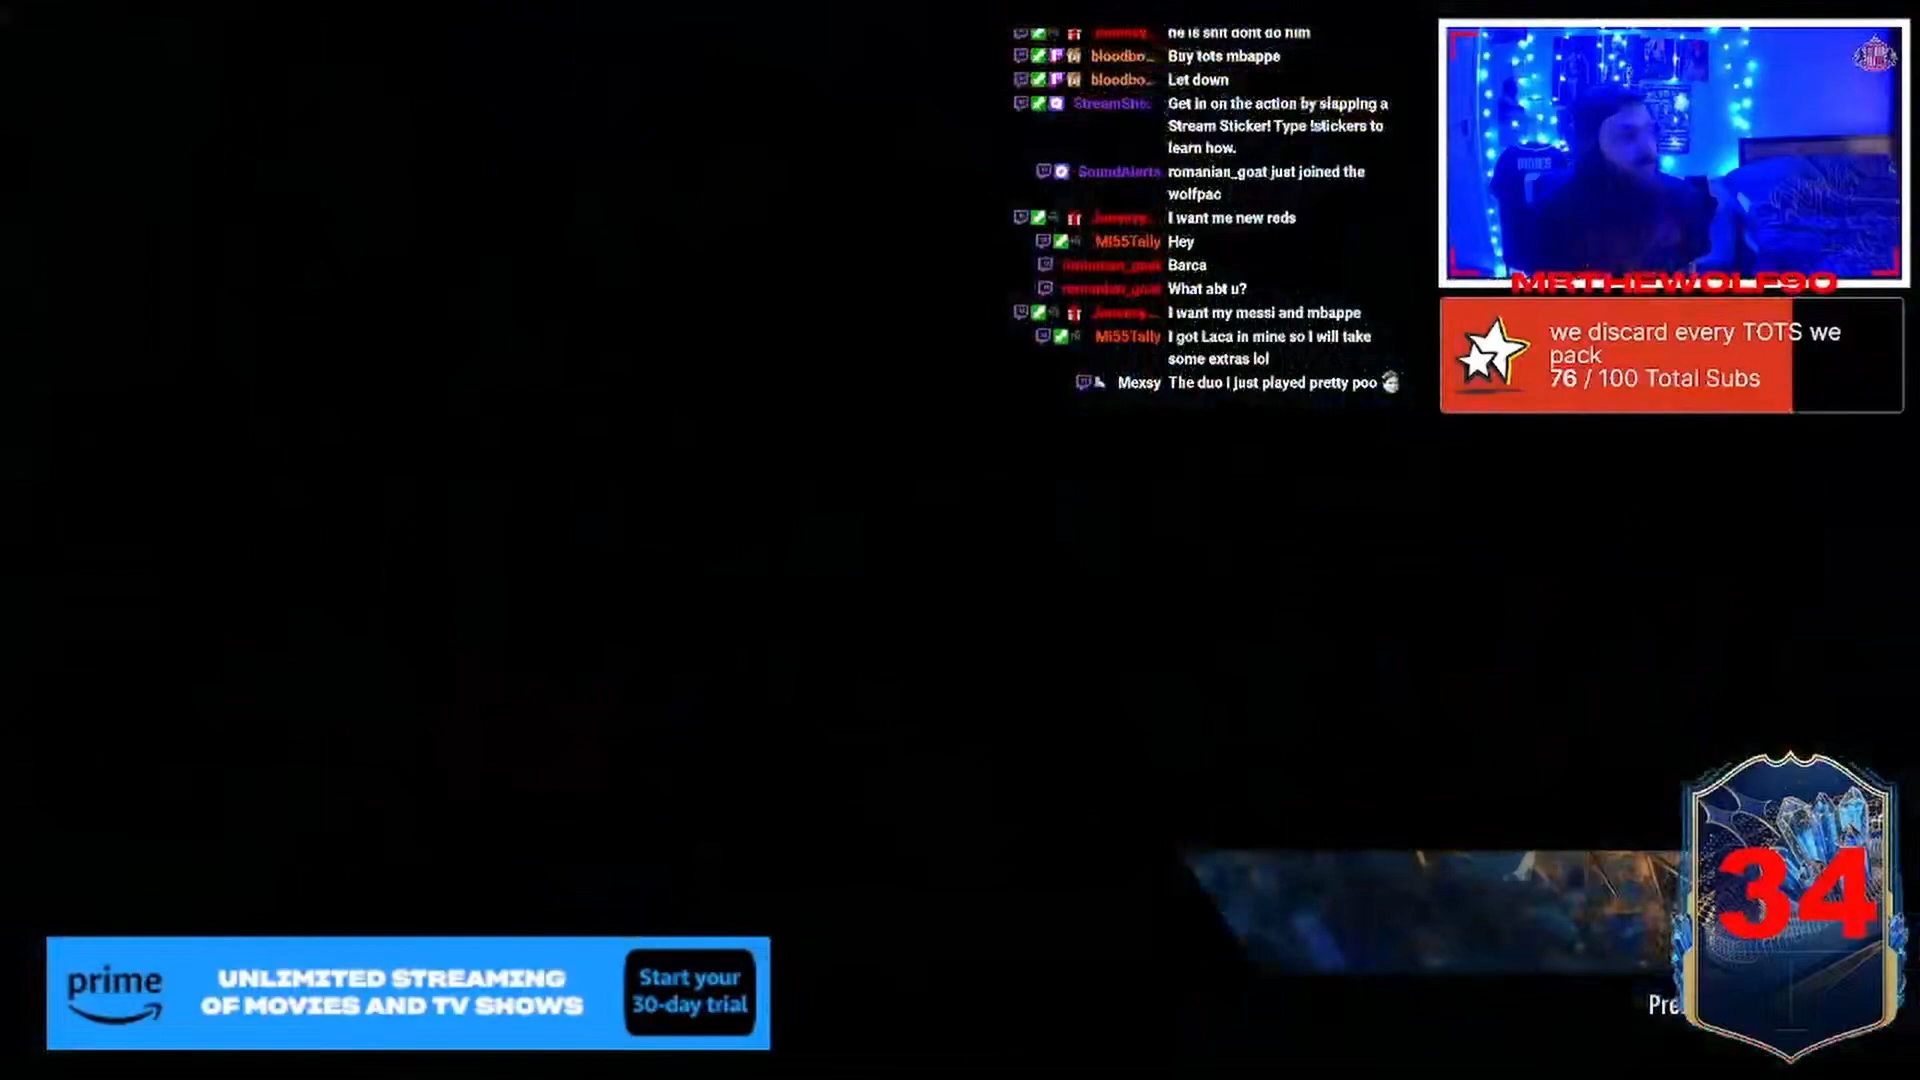 he is shit dont do him
bloodbo... Buy tots mbappe
bloodbo... Let down
Get in on the action by slapping a
Stream Sticker! Type !stickers to
learn how.
SoundAlerts romanian_goat just joined the
wolfpac
I want me new reds
Mi55Tally Hey
romanian_goat Barca
romanian_goat What abt u?
I want my messi and mbappe
Mi55Tally I got Laca in mine so I will take
some extras lol
Mexsy The duo I just played pretty poo
MRTHEWOLF90
we discard every TOTS we
pack
76 / 100 Total Subs
34
Pre
prime
UNLIMITED STREAMING
OF MOVIES AND TV SHOWS
Start your
30-day trial